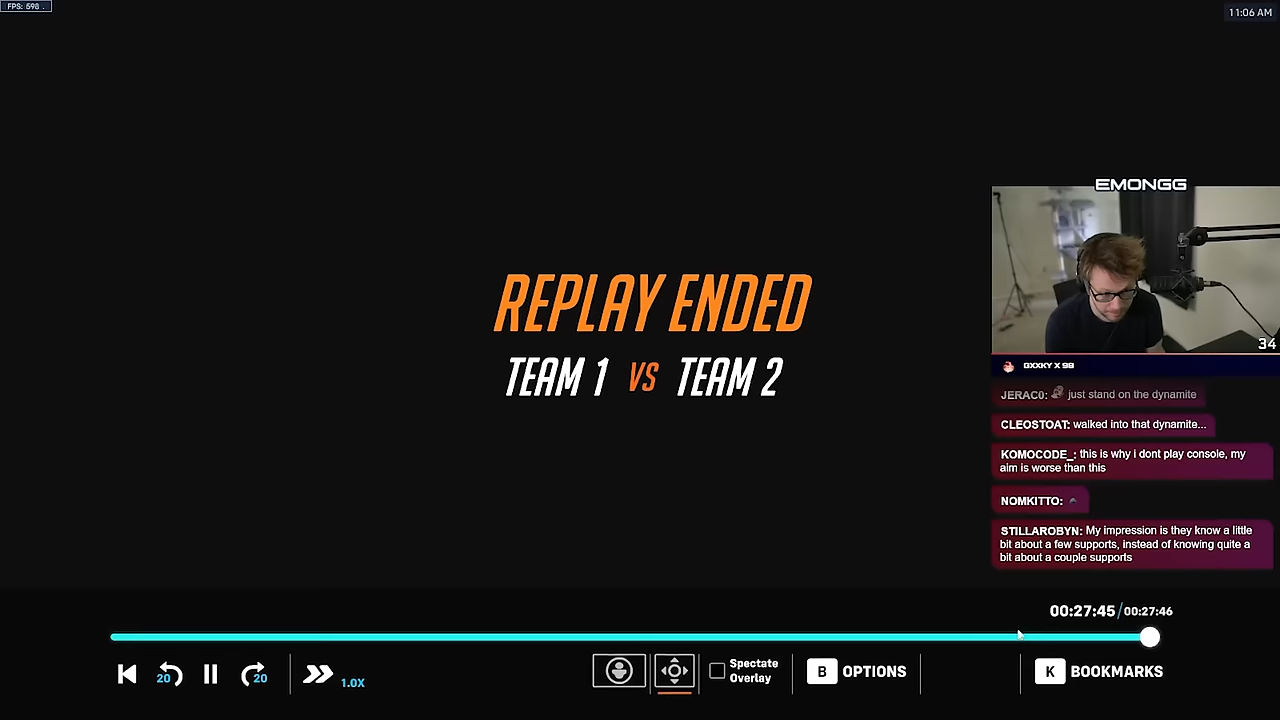 FPS: 598 .
11:06 AM
EMONGG
REPLAY ENDED
TEAM 1 VS TEAM 2
34
GXXKY X 99
JERAC0: just stand on the dynamite
CLEOSTOAT: walked into that dynamite...
KOMOCODE_: this is why i dont play console, my
aim is worse than this
NOMKITTO:
STILLAROBYN: My impression is they know a little
bit about a few supports, instead of knowing quite a
bit about a couple supports
00:27:45/00:27:46
20
20
1.0X
Spectate
Overlay
B OPTIONS
K BOOKMARKS